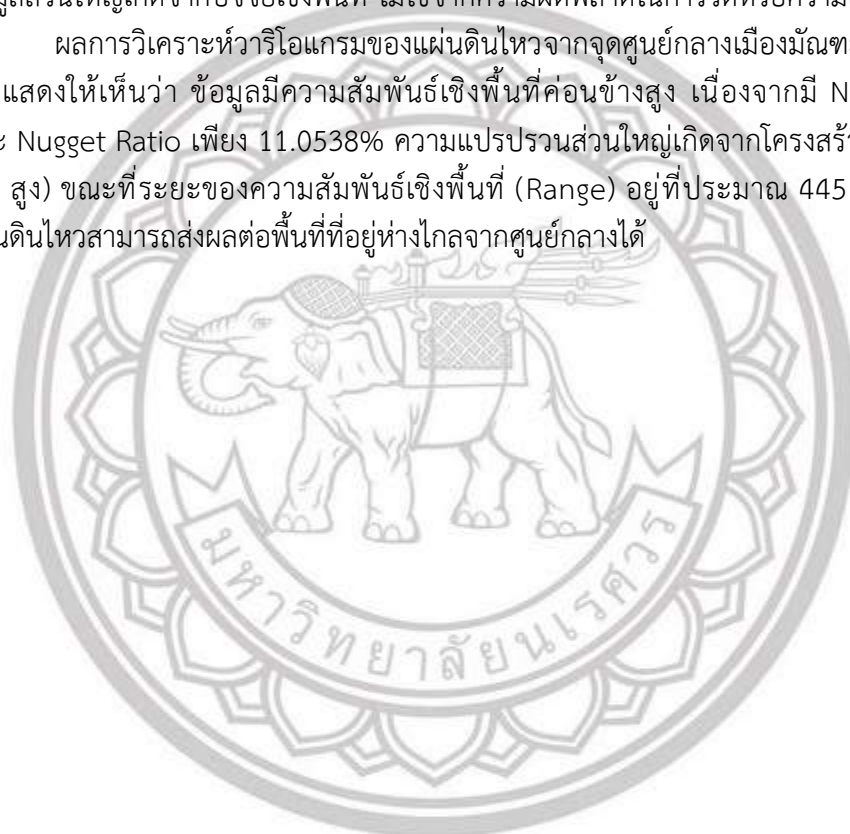 ผลการวิเคราะห์วาริโอแกรมของแผ่นดินไหวจากจุดศูนย์กลางเมืองมัณฑ
แสดงให้เห็นว่า ข้อมูลมีความสัมพันธ์เชิงพื้นที่ค่อนข้างสูง เนื่องจากมี N
Nugget Ratio เพียง 11.0538% ความแปรปรวนส่วนใหญ่เกิดจากโครงสร้
สูง) ขณะที่ระยะของความสัมพันธ์เชิงพื้นที่ (Range) อยู่ที่ประมาณ 445
นดินไหวสามารถส่งผลต่อพื้นที่ที่อยู่ห่างไกลจากศูนย์กลางได้
มหาวิทยาลัยนเรศวร